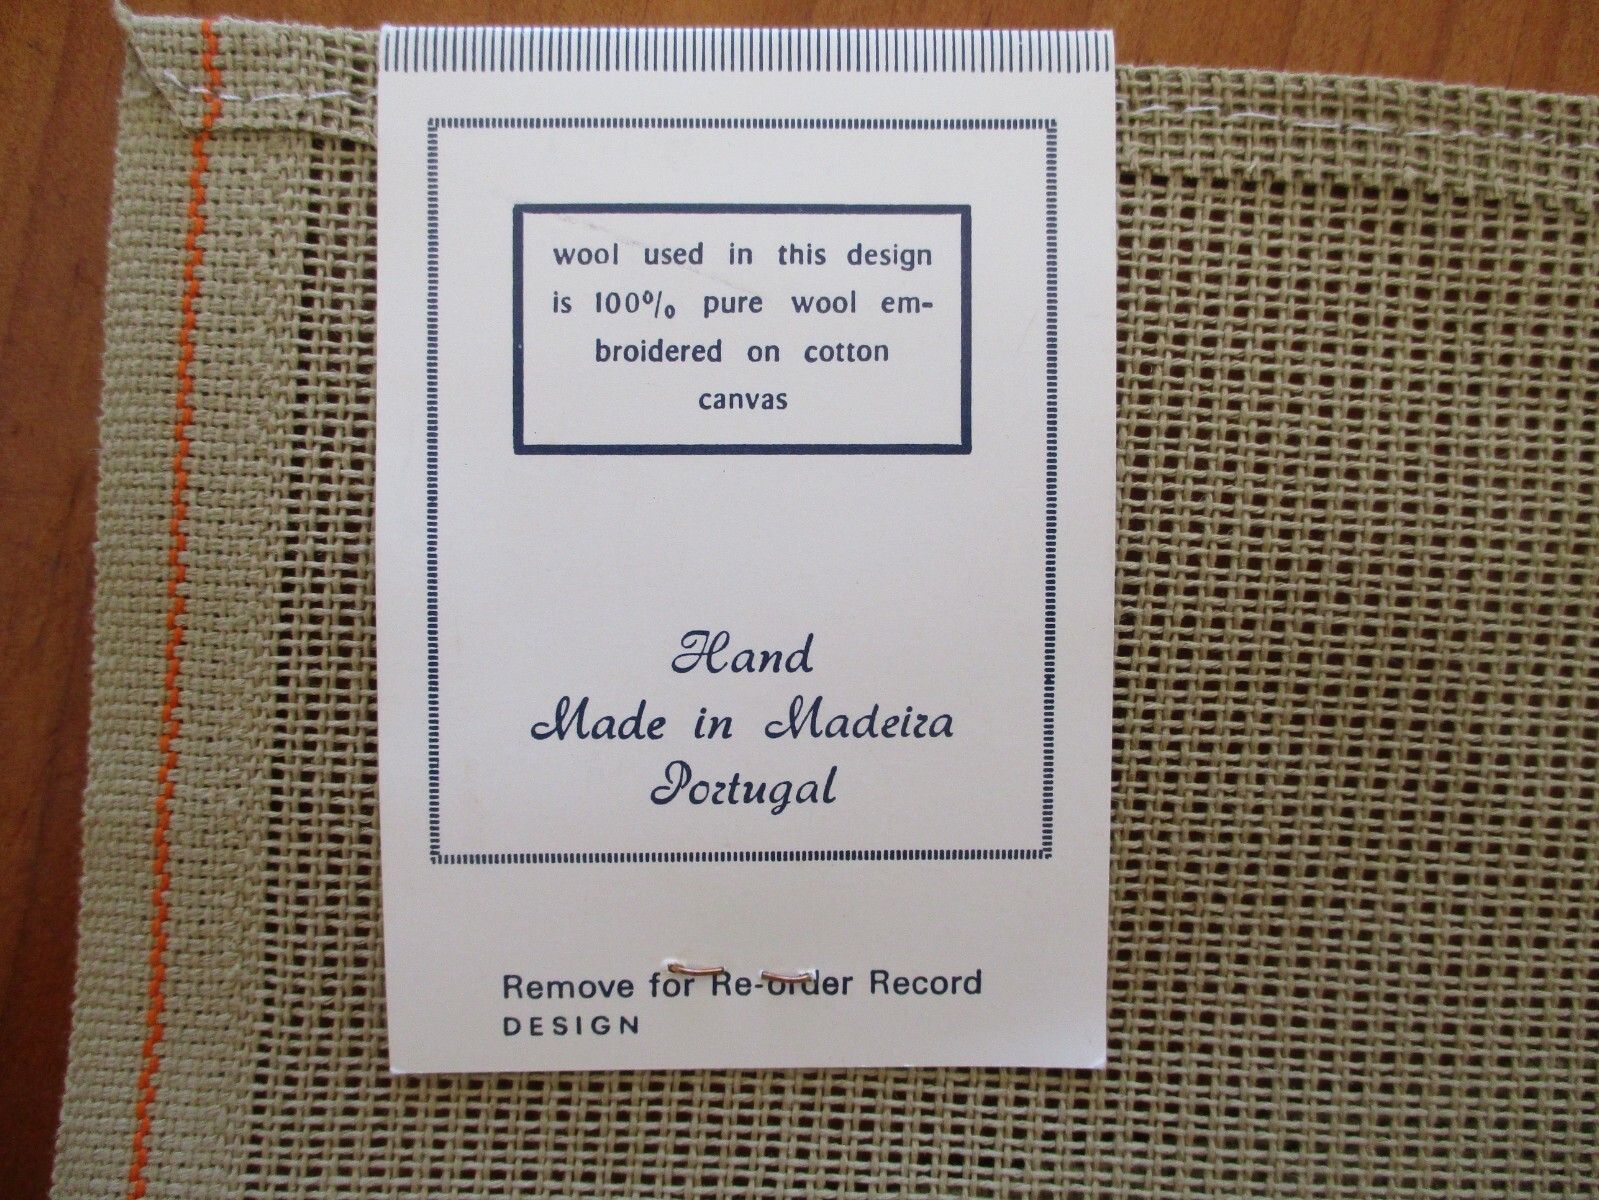 wool used in this design
is 100% pure wool em-
broidered on cotton
canvas
Hand
Made in Madeira
Portugal
Remove for Re-order Record
DESIGN